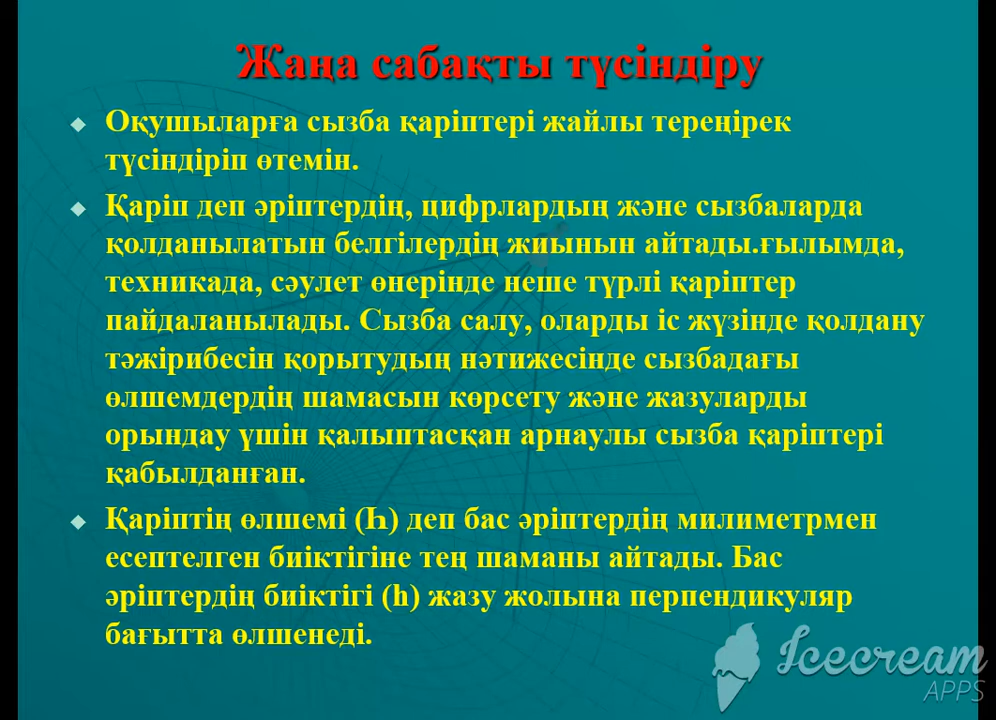 Жаңа сабақты түсіндіру
Оқушыларға сызба қаріптері жайлы тереңірек
түсіндіріп өтемін.
Қаріп деп әріптердің, цифрлардың және сызбаларда
қолданылатын белгілердің жиынын айтады.ғылымда,
техникада, сәулет өнерінде неше түрлі қаріптер
пайдаланылады. Сызба салу, оларды іс жүзінде қолдану
тәжірибесін қорытудың нәтижесінде сызбадағы
өлшемдердің шамасын көрсету және жазуларды
орындау үшін қалыптасқан арнаулы сызба қаріптері
қабылданған.
Қаріптің өлшемі (Һ) деп бас әріптердің милиметрмен
есептелген биіктігіне тең шаманы айтады. Бас
әріптердің биіктігі (h) жазу жолына перпендикуляр
бағытта өлшенеді.
Icecream
APPS